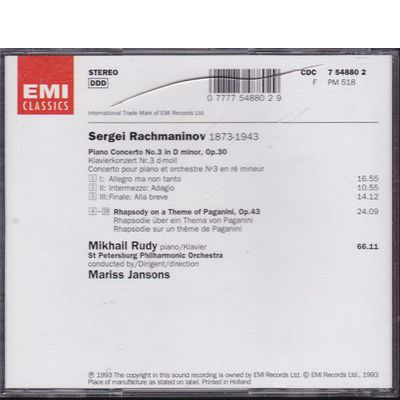 EMI
CLASSICS
STEREO
DDD
CDC 7 54880 2
F PM 518
0 7777 54880 2 9
International Trade Mark of EMI Records Ltd.
Sergei Rachmaninov 1873-1943
Piano Concerto No.3 in D minor, Op.30
Klavierkonzert Nr.3 d-moll
Concerto pour piano et orchestre No3 en ré mineur
1 I: Allegro ma non tanto 16.55
2 II: Intermezzo: Adagio 10.55
3 III: Finale: Alla breve 14.12
4 - 28 Rhapsody on a Theme of Paganini, Op.43 24.09
Rhapsodie über ein Thema von Paganini
Rhapsodie sur un thème de Paganini
Mikhail Rudy piano/Klavier 66.11
St Petersburg Philharmonic Orchestra
conducted by/Dirigent/direction
Mariss Jansons
℗ 1993 The copyright in this sound recording is owned by EMI Records Ltd. © EMI Records Ltd., 1993
Place of manufacture as stated on label. Printed in Holland